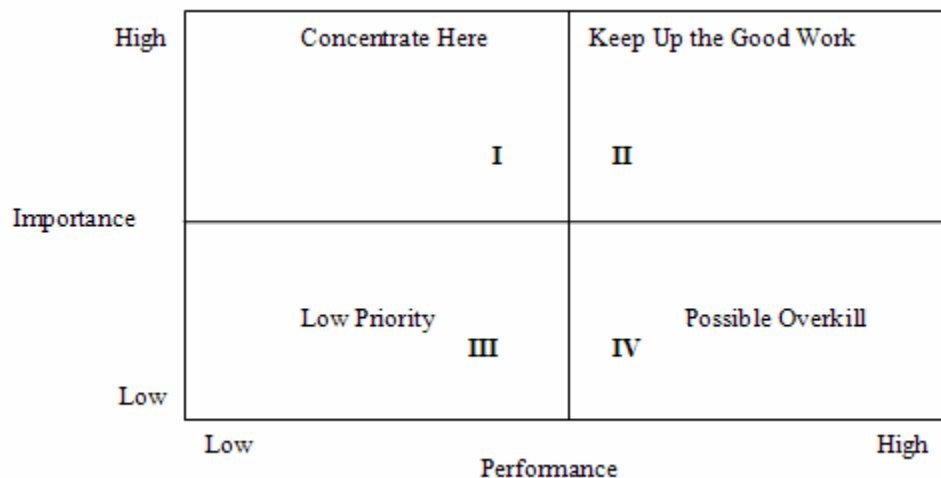 High
Concentrate Here
Keep Up the Good Work
I
II
Importance
Low Priority
Possible Overkill
III
IV
Low
Low
High
Performance